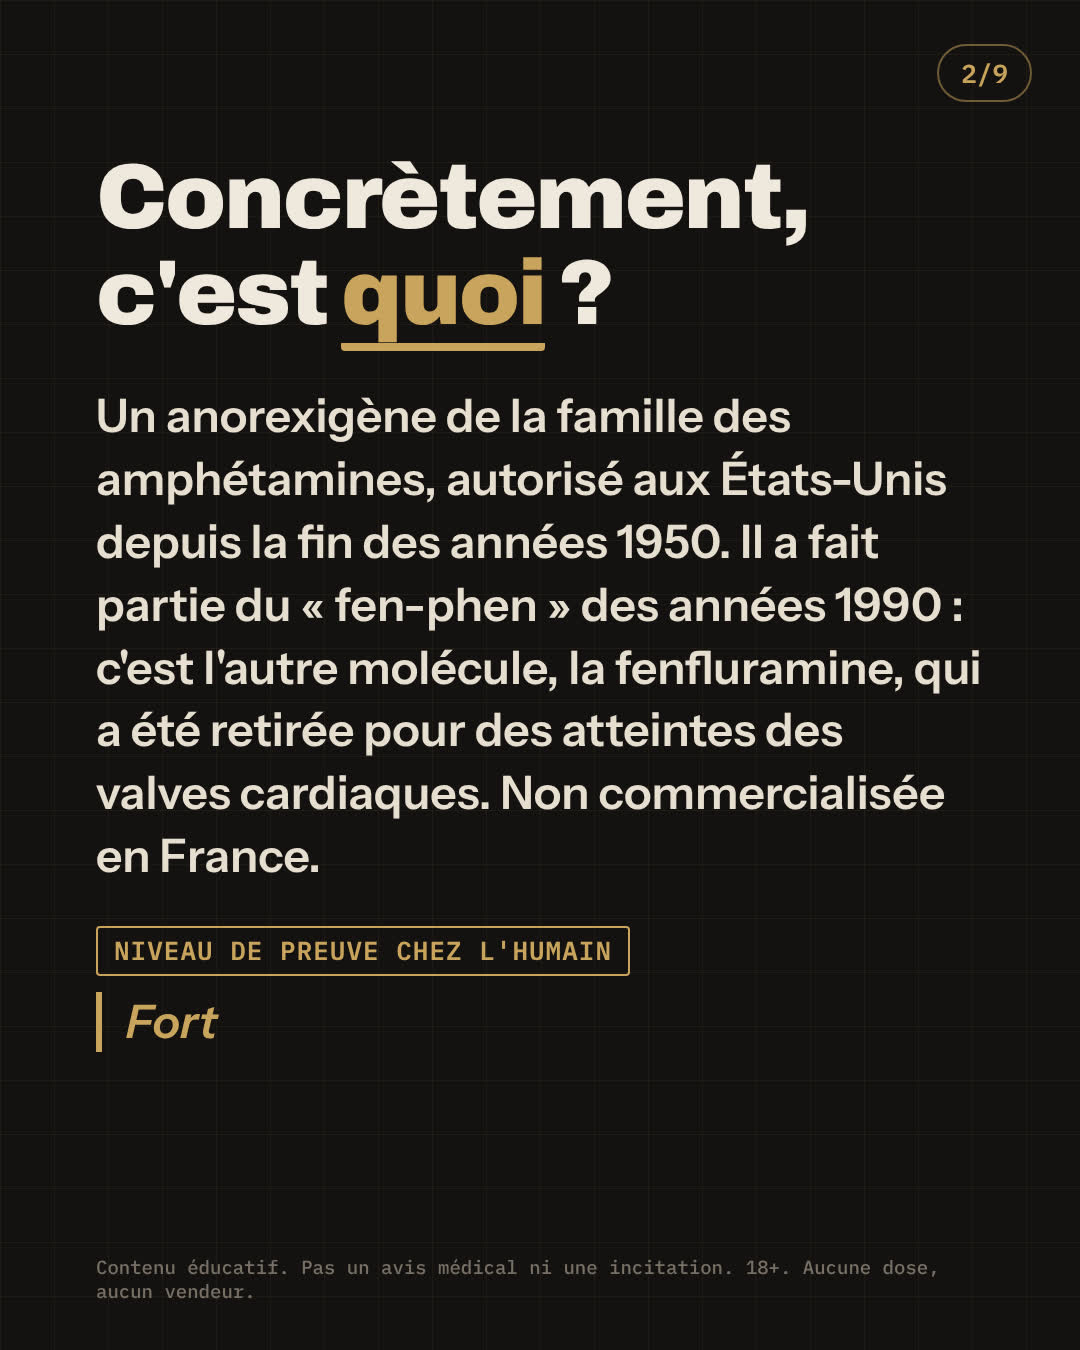 2/9
Concrètement,
c'est quoi ?
Un anorexigène de la famille des
amphétamines, autorisé aux États-Unis
depuis la fin des années 1950. Il a fait
partie du « fen-phen » des années 1990 :
c'est l'autre molécule, la fenfluramine, qui
a été retirée pour des atteintes des
valves cardiaques. Non commercialisée
en France.
NIVEAU DE PREUVE CHEZ L'HUMAIN
Fort
Contenu éducatif. Pas un avis médical ni une incitation. 18+. Aucune dose,
aucun vendeur.